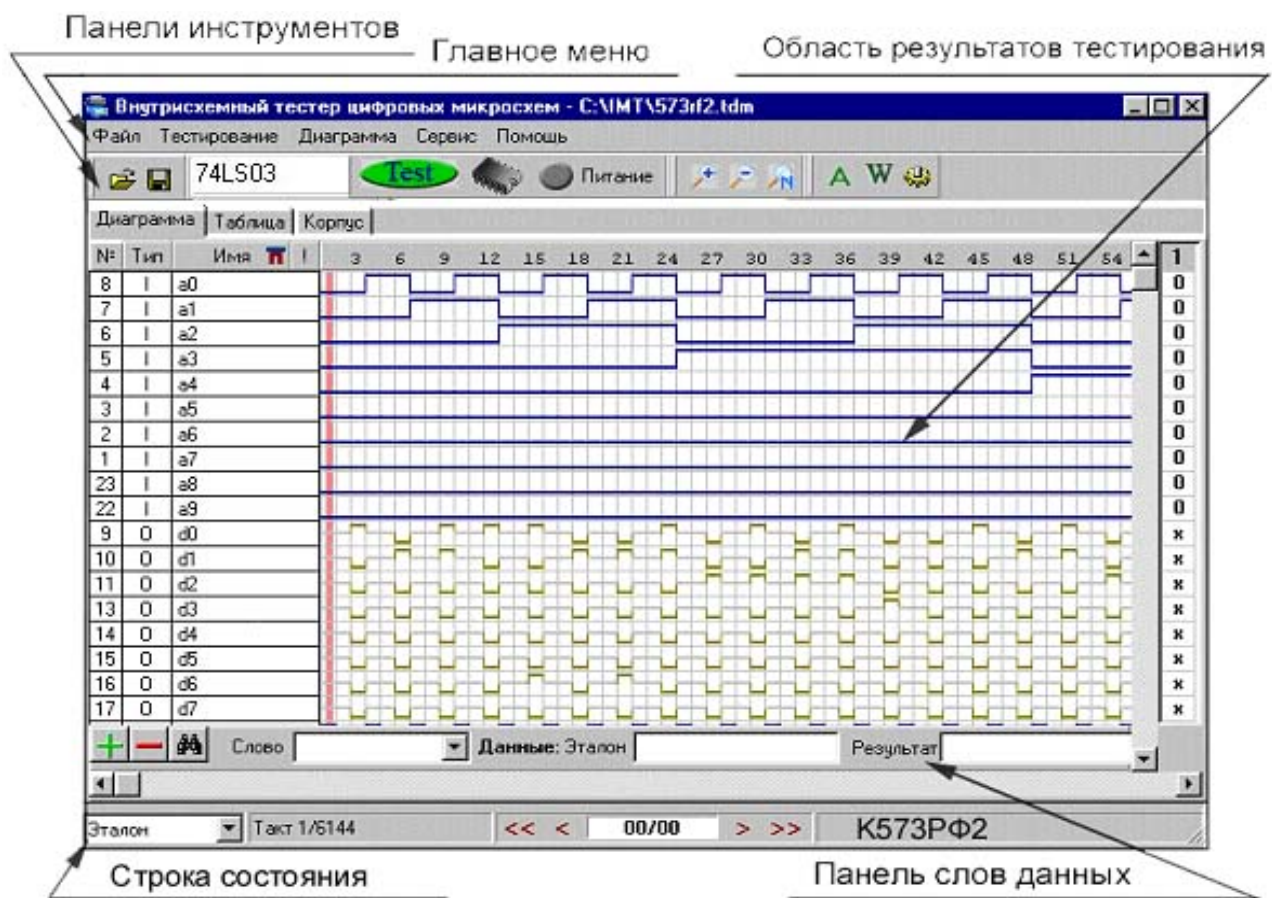 Панели инструментов
Главное меню
Область результатов тестирования
Внутрисхемный тестер цифровых микросхем - C:\IMT\573rf2.tdm
Файл Тестирование Диаграмма Сервис Помощь
74LS03 Test Питание N A W
Диаграмма Таблица Корпус
№ Тип Имя ! 3 6 9 12 15 18 21 24 27 30 33 36 39 42 45 48 51 54 1
8 I a0 0
7 I a1 0
6 I a2 0
5 I a3 0
4 I a4 0
3 I a5 0
2 I a6 0
1 I a7 0
23 I a8 0
22 I a9 0
9 O d0 x
10 O d1 x
11 O d2 x
13 O d3 x
14 O d4 x
15 O d5 x
16 O d6 x
17 O d7 x
Слово Данные: Эталон Результат
Эталон Такт 1/6144 << < 00/00 > >> К573РФ2
Строка состояния
Панель слов данных